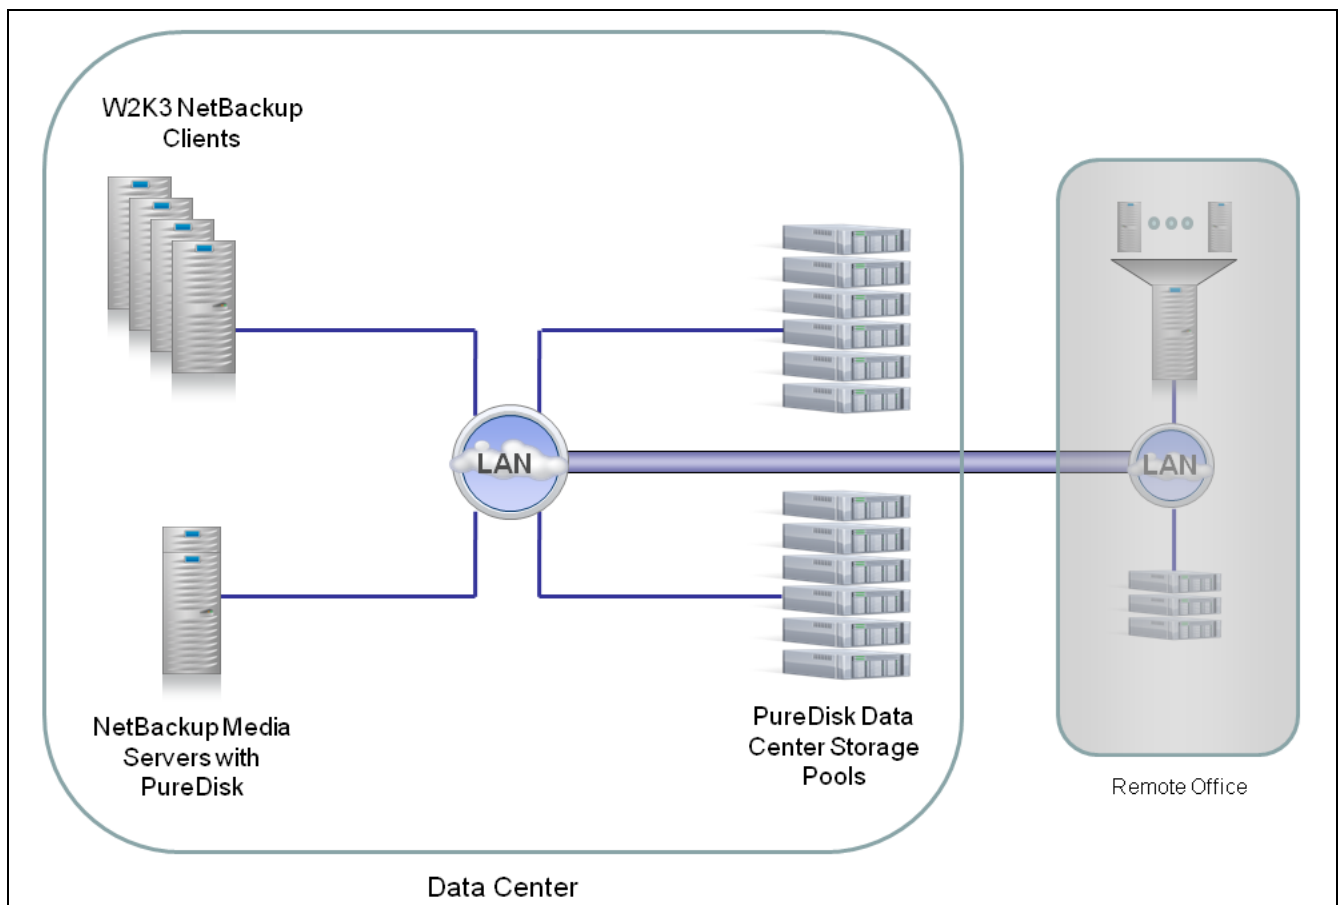 W2K3 NetBackup
Clients
LAN
LAN
NetBackup Media
Servers with
PureDisk
PureDisk Data
Center Storage
Pools
Remote Office
Data Center